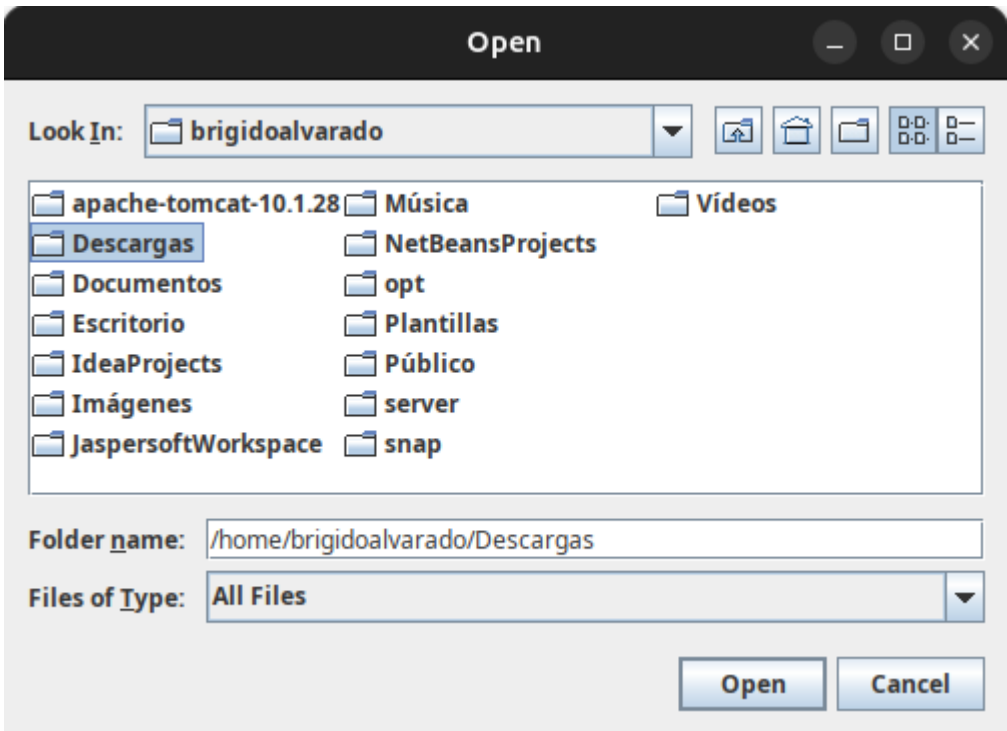 Open
Look In: brigidoalvarado
apache-tomcat-10.1.28 Música Vídeos
Descargas NetBeansProjects
Documentos opt
Escritorio Plantillas
IdeaProjects Público
Imágenes server
JaspersoftWorkspace snap
Folder name: /home/brigidoalvarado/Descargas
Files of Type: All Files
Open Cancel